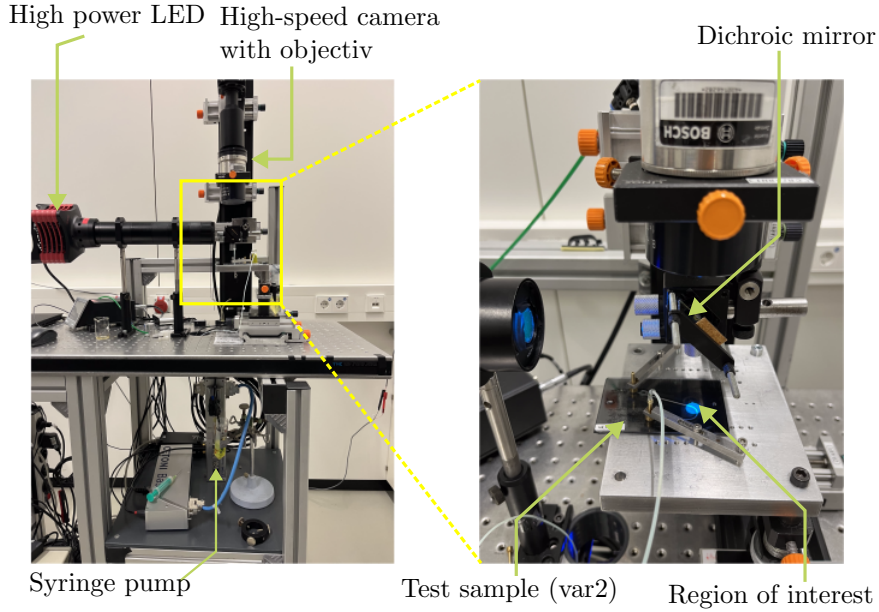 High power LED
High-speed camera
with objectiv
Dichroic mirror
BOSCH
Syringe pump
Test sample (var2)
Region of interest